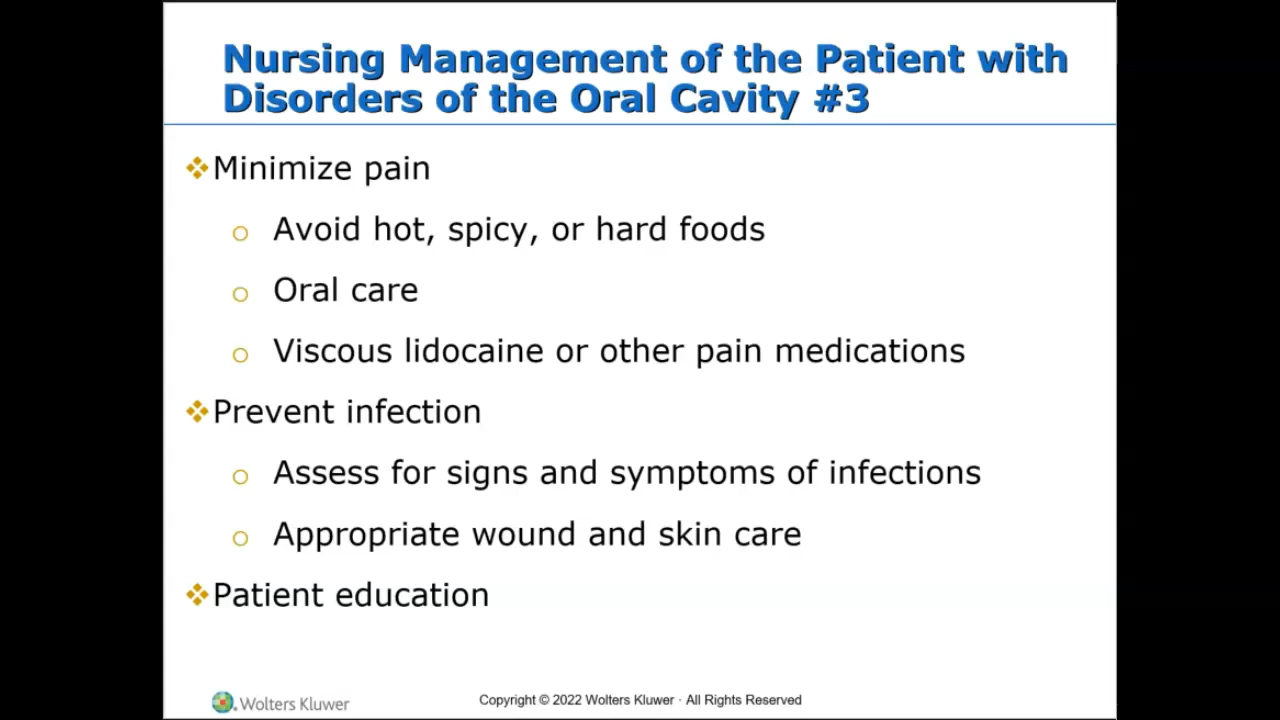 Nursing Management of the Patient with
Disorders of the Oral Cavity #3
Minimize pain
Avoid hot, spicy, or hard foods
Oral care
Viscous lidocaine or other pain medications
Prevent infection
Assess for signs and symptoms of infections
Appropriate wound and skin care
Patient education
Wolters Kluwer
Copyright © 2022 Wolters Kluwer · All Rights Reserved